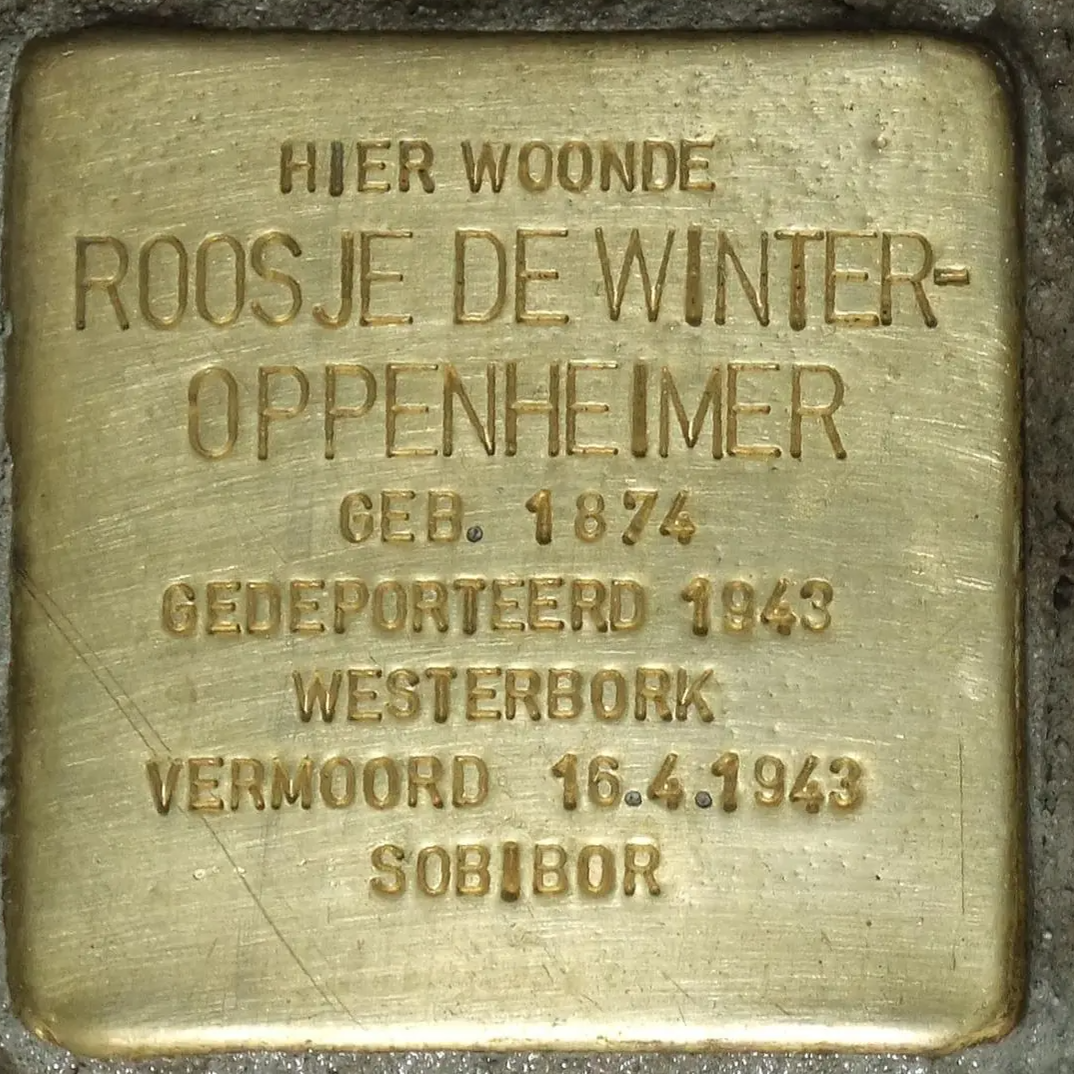 HIER WOONDE
ROOSJE DE WINTER-
OPPENHEIMER
GEB. 1874
GEDEPORTEERD 1943
WESTERBORK
VERMOORD 16.4.1943
SOBIBOR